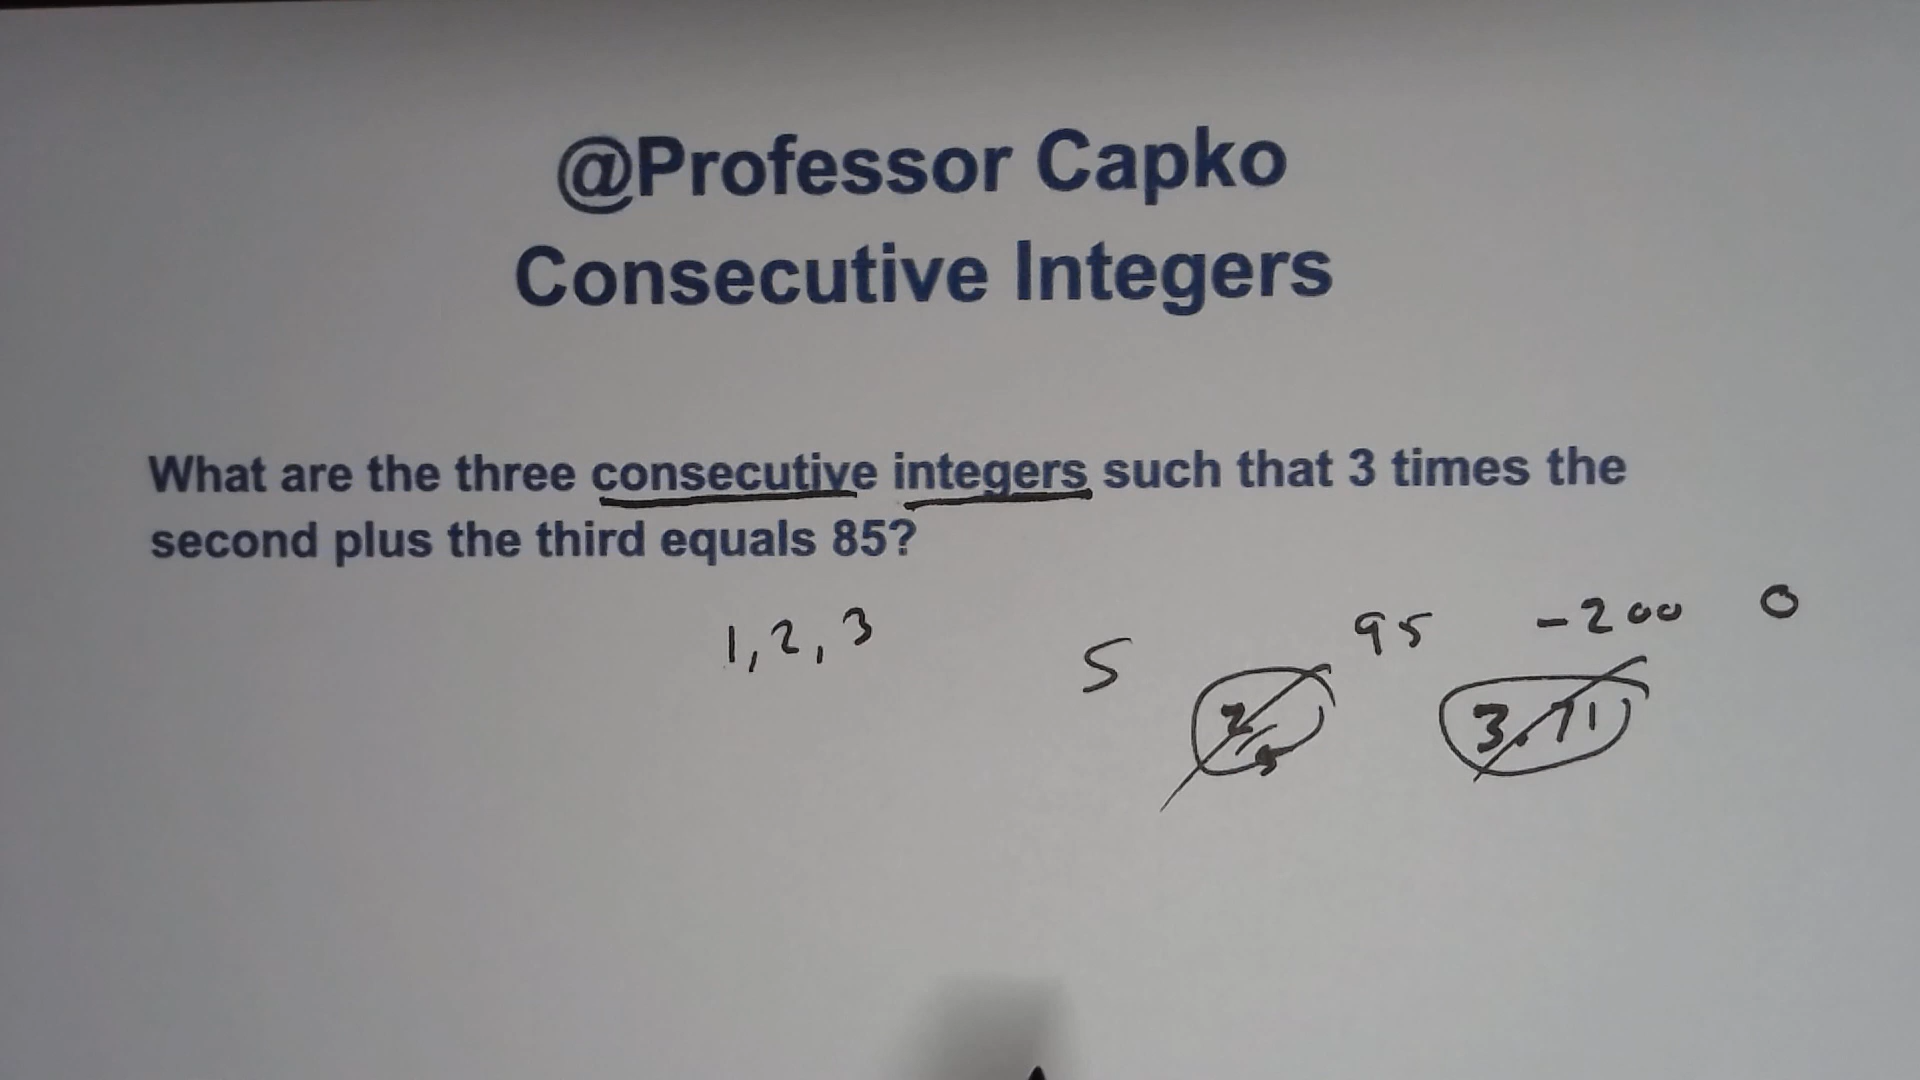 @Professor Capko
Consecutive Integers
What are the three consecutive integers such that 3 times the
second plus the third equals 85?
1, 2, 3 5 95 -200 0
3.71